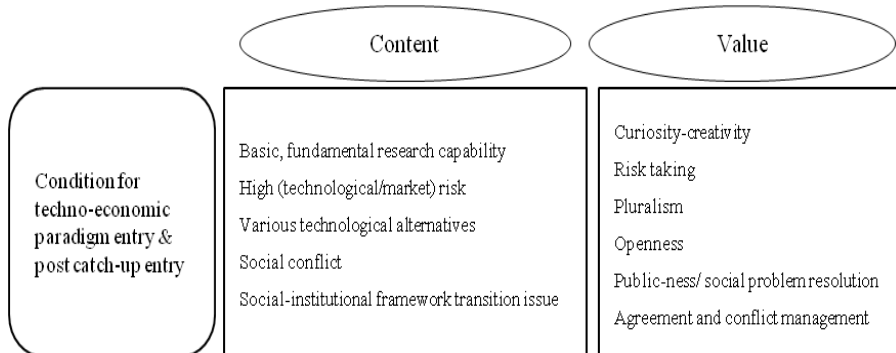 Content
Value
Condition for
techno-economic
paradigm entry &
post catch-up entry
Basic, fundamental research capability
High (technological/market) risk
Various technological alternatives
Social conflict
Social-institutional framework transition issue
Curiosity-creativity
Risk taking
Pluralism
Openness
Public-ness/ social problem resolution
Agreement and conflict management